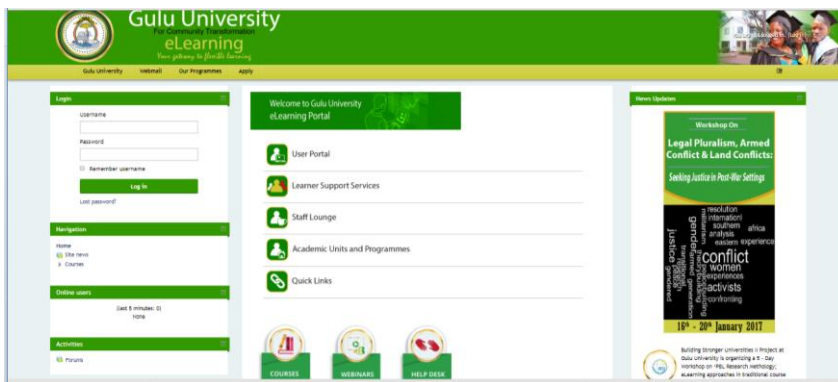 Gulu University
For Community Transformation
eLearning
Your gateway to flexible learning
Gulu University Webmail Our Programmes Apply
Login
Username
Password
Remember username
Log in
Lost password?
Navigation
Home
Site news
Courses
Online users
(last 5 minutes: 0)
None
Activities
Forums
Welcome to Gulu University
eLearning Portal
User Portal
Learner Support Services
Staff Lounge
Academic Units and Programmes
Quick Links
COURSES
WEBINARS
HELP DESK
News Updates
Workshop On
Legal Pluralism, Armed
Conflict & Land Conflicts:
Seeking Justice in Post-War Settings
resolution
southern
africa
analysis
eastern experience
conflict
women
experiences
activists
confronting
justice
gender
gendered
generation
16th - 20th January 2017
Building Stronger Universities II Project at
Gulu University is organizing a 5 - Day
workshop on
eLearning approaches in traditional course